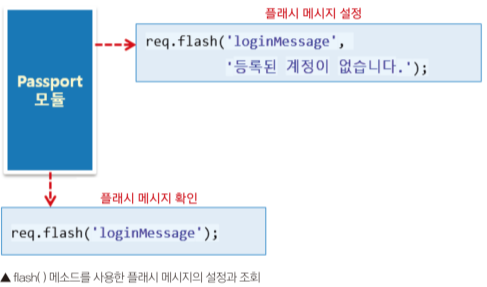 플래시 메시지 설정
req.flash('loginMessage',
'등록된 계정이 없습니다.');
Passport
모듈
플래시 메시지 확인
req.flash('loginMessage');
▲ flash( ) 메소드를 사용한 플래시 메시지의 설정과 조회